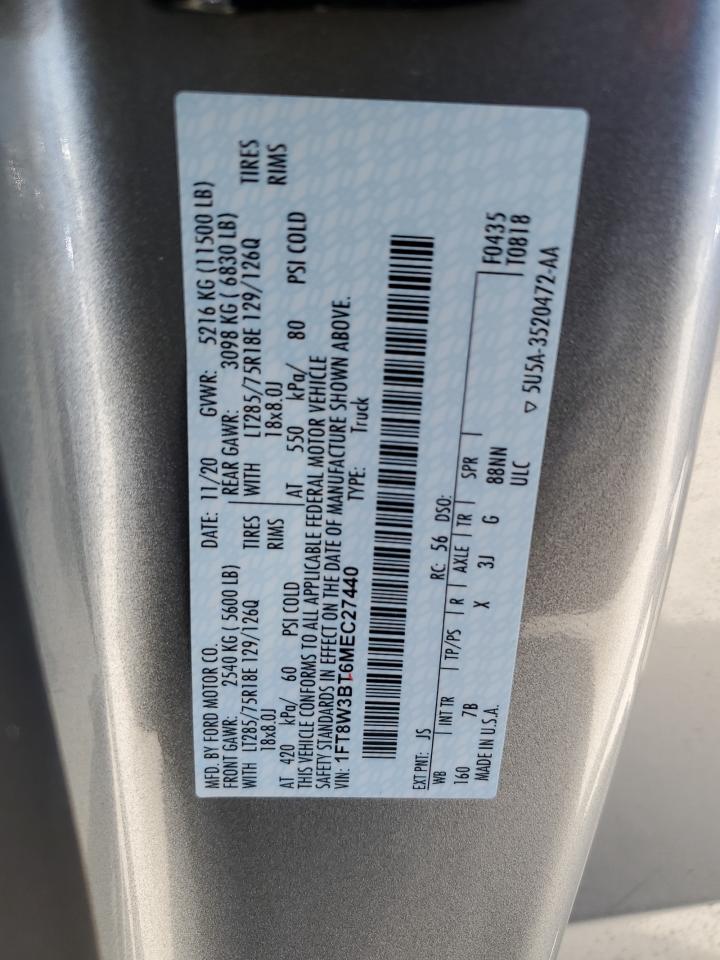 MFD. BY FORD MOTOR CO.
DATE: 11/20 GVWR: 5216 KG (11500 LB)
FRONT GAWR: 2540 KG ( 5600 LB) REAR GAWR: 3098 KG ( 6830 LB)
WITH LT285/75R18E 129/126Q TIRES WITH LT285/75R18E 129/126Q TIRES
18x8.0J RIMS 18x8.0J RIMS
AT 420 kPa/ 60 PSI COLD AT 550 kPa/ 80 PSI COLD
THIS VEHICLE CONFORMS TO ALL APPLICABLE FEDERAL MOTOR VEHICLE
SAFETY STANDARDS IN EFFECT ON THE DATE OF MANUFACTURE SHOWN ABOVE.
VIN: 1FT8W3BT6MEC27440 TYPE: Truck
EXT PNT: JS RC: 56 DSO: F0435
WB INT TR TP/PS R AXLE TR SPR T0818
160 7B X 3J G 88NN
MADE IN U.S.A. ULC 5U5A-3520472-AA